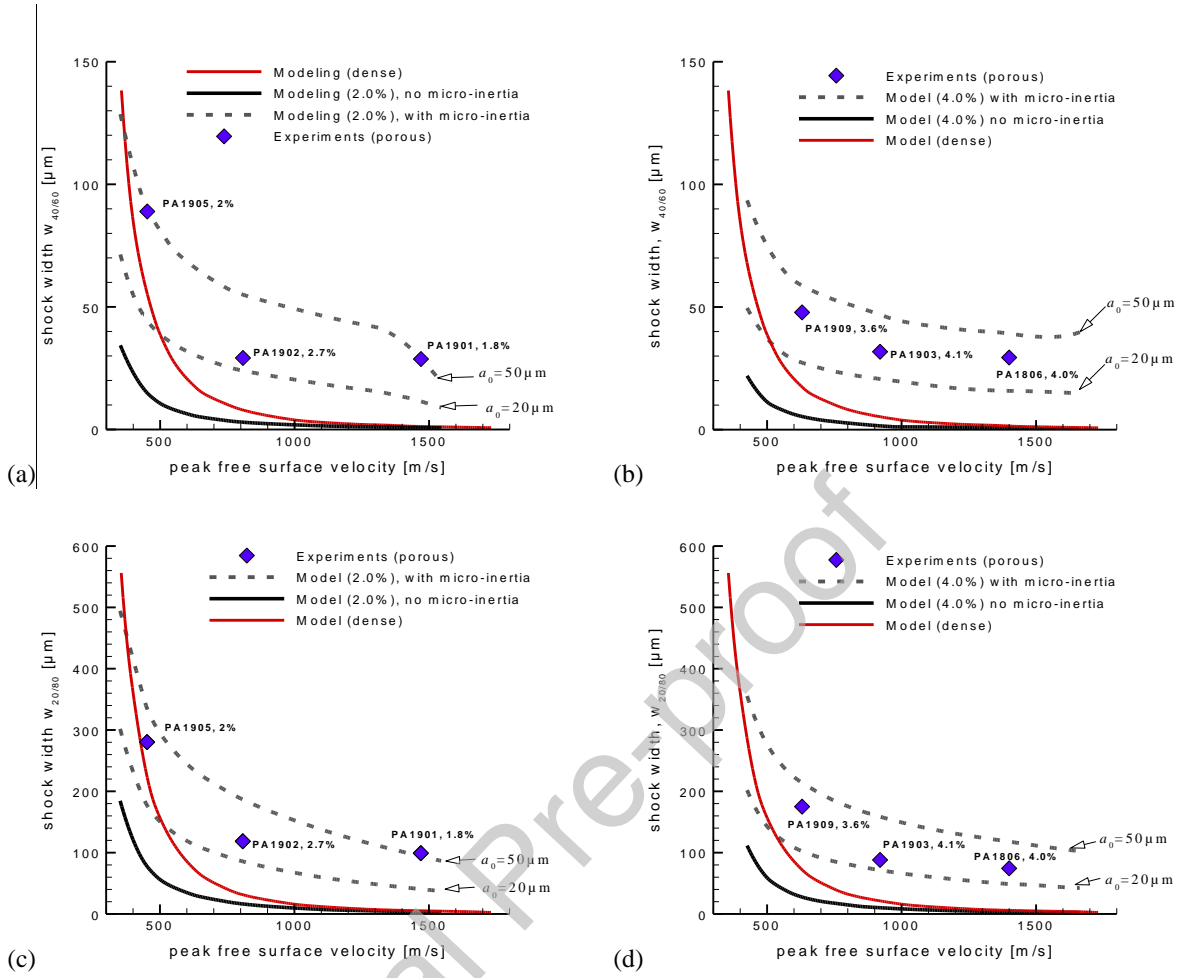 150
100
50
0
500
1000
1500
shock width w40/60 [µm]
peak free surface velocity [m/s]
Modeling (dense)
Modeling (2.0%), no micro-inertia
Modeling (2.0%), with micro-inertia
Experiments (porous)
PA1905, 2%
PA1902, 2.7%
PA1901, 1.8%
a0=50µm
a0=20µm
(a)
150
100
50
0
500
1000
1500
shock width, w40/60 [µm]
peak free surface velocity [m/s]
Experiments (porous)
Model (4.0%) with micro-inertia
Model (4.0%) no micro-inertia
Model (dense)
PA1909, 3.6%
PA1903, 4.1%
PA1806, 4.0%
a0=50µm
a0=20µm
(b)
600
500
400
300
200
100
0
500
1000
1500
shock width w20/80 [µm]
peak free surface velocity [m/s]
Experiments (porous)
Model (2.0%), with micro-inertia
Model (2.0%), no micro-inertia
Model (dense)
PA1905, 2%
PA1902, 2.7%
PA1901, 1.8%
a0=50µm
a0=20µm
(c)
600
500
400
300
200
100
0
500
1000
1500
shock width, w20/80 [µm]
peak free surface velocity [m/s]
Experiments (porous)
Model (4.0%) with micro-inertia
Model (4.0%) no micro-inertia
Model (dense)
PA1909, 3.6%
PA1903, 4.1%
PA1806, 4.0%
a0=50µm
a0=20µm
(d)
al Pre-proof